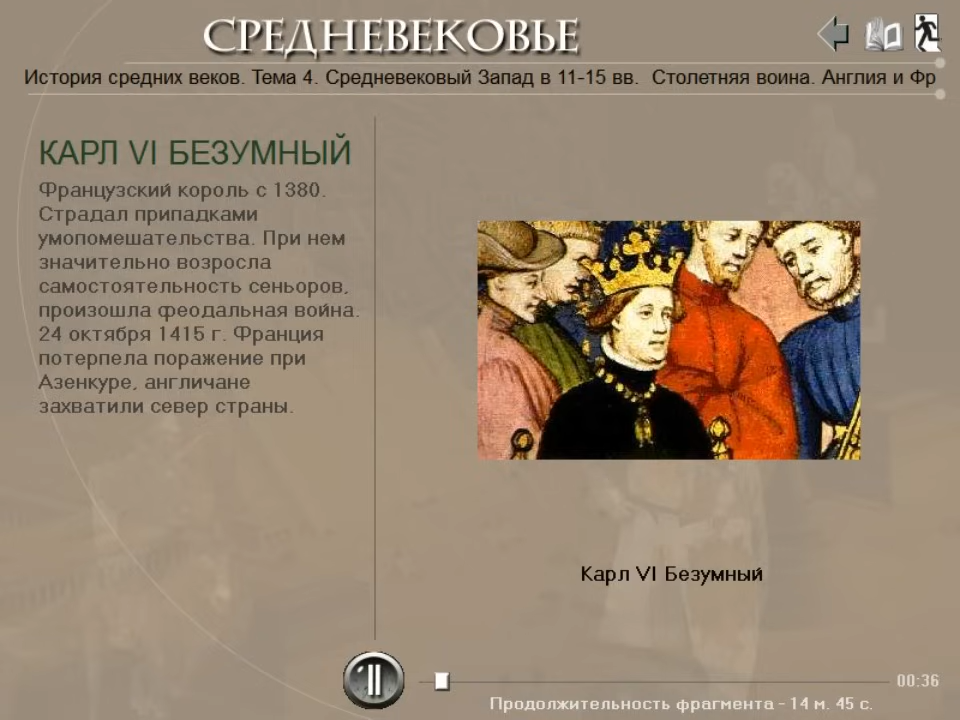 СРЕДНЕВЕКОВЬЕ
История средних веков. Тема 4. Средневековый Запад в 11-15 вв.  Столетняя воина. Англия и Фр
КАРЛ VI БЕЗУМНЫЙ
Французский король с 1380.
Страдал припадками
умопомешательства. При нем
значительно возросла
самостоятельность сеньоров,
произошла феодальная война.
24 октября 1415 г. Франция
потерпела поражение при
Азенкуре, англичане
захватили север страны.
Карл VI Безумный
00:36
Продолжительность фрагмента - 14 м. 45 с.